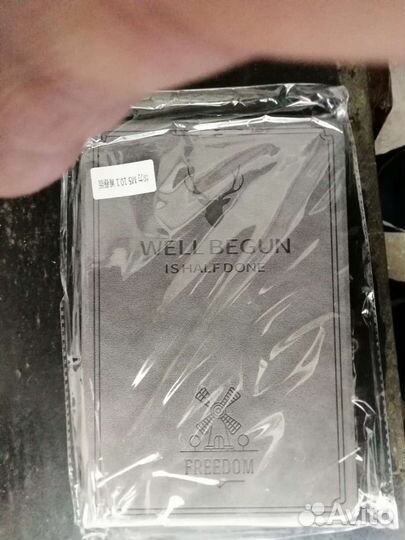 WELL BEGUN
IS HALF DONE
FREEDOM
Avito